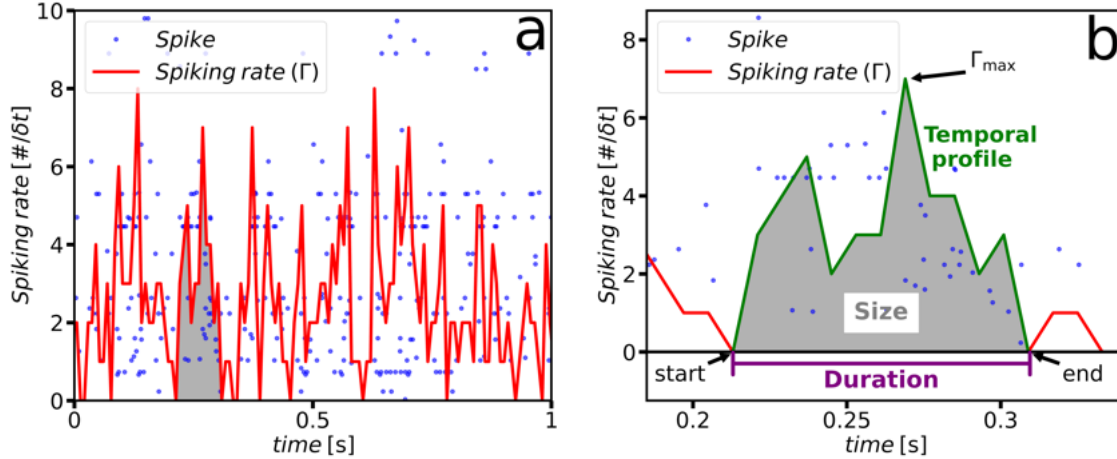 a
Spike
Spiking rate (Γ)
10
8
6
4
2
0
Spiking rate [#/δt]
0
0.5
1
time [s]
b
Spike
Spiking rate (Γ)
8
6
4
2
0
Spiking rate [#/δt]
Γmax
Temporal
profile
Size
start
end
Duration
0.2
0.25
0.3
time [s]